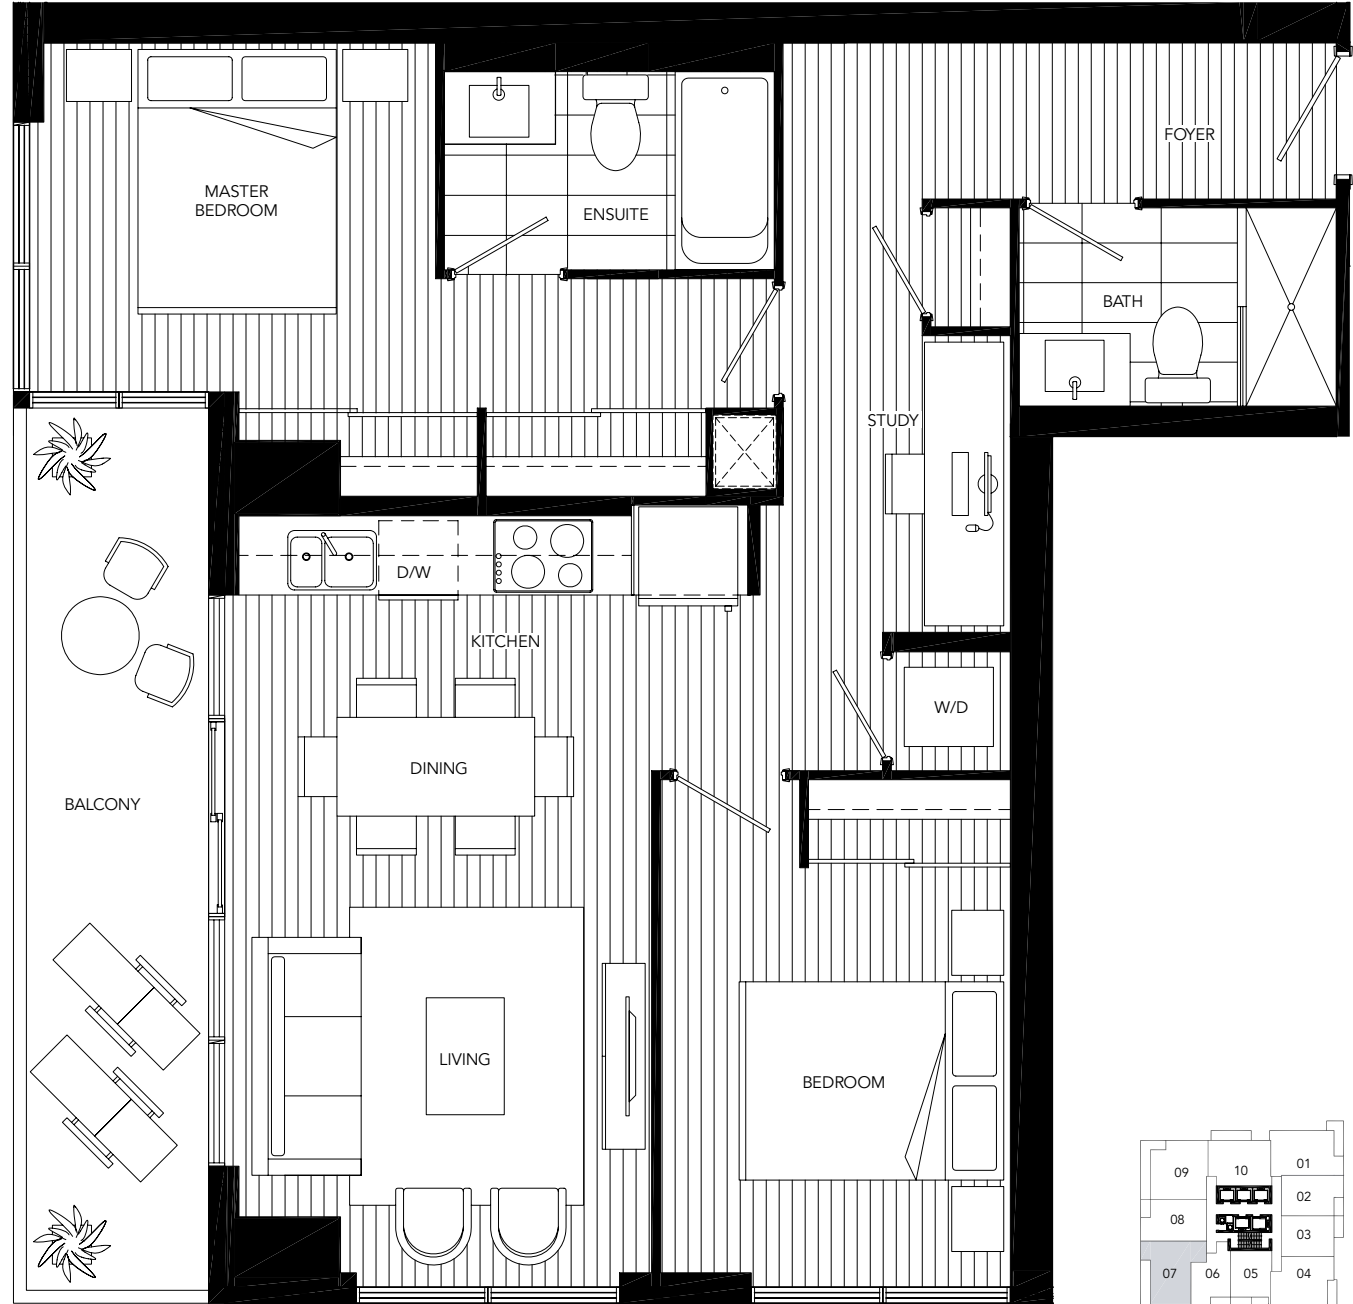 FOYER
MASTER
BEDROOM
ENSUITE
BATH
STUDY
D/W
KITCHEN
W/D
DINING
BALCONY
LIVING
BEDROOM
09
10
01
02
08
03
07
06
05
04